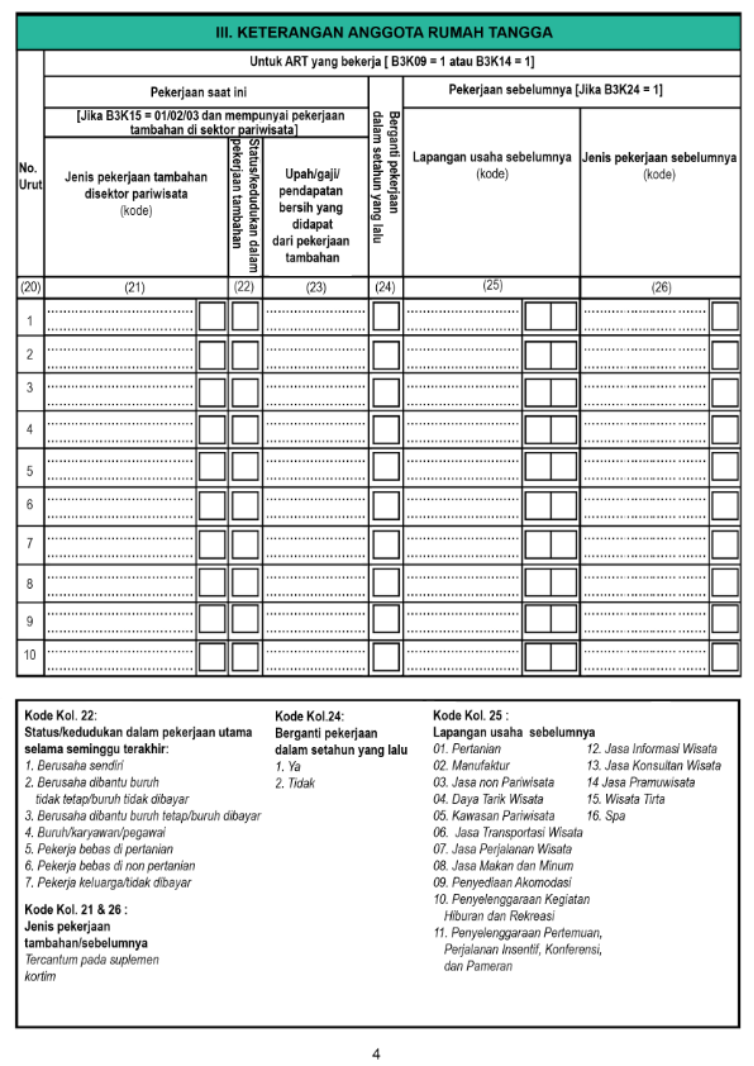 III. KETERANGAN ANGGOTA RUMAH TANGGA
Untuk ART yang bekerja [ B3K09 = 1 atau B3K14 = 1]
No.
Urut
Pekerjaan saat ini
[Jika B3K15 = 01/02/03 dan mempunyai pekerjaan
tambahan di sektor pariwisata]
Jenis pekerjaan tambahan
disektor pariwisata
(kode)
Status/kedudukan dalam
pekerjaan tambahan
Upah/gaji/
pendapatan
bersih yang
didapat
dari pekerjaan
tambahan
Berganti pekerjaan
dalam setahun yang lalu
Pekerjaan sebelumnya [Jika B3K24 = 1]
Lapangan usaha sebelumnya
(kode)
Jenis pekerjaan sebelumnya
(kode)
(20) (21) (22) (23) (24) (25) (26)
1
2
3
4
5
6
7
8
9
10
Kode Kol. 22:
Status/kedudukan dalam pekerjaan utama
selama seminggu terakhir:
1. Berusaha sendiri
2. Berusaha dibantu buruh
tidak tetap/buruh tidak dibayar
3. Berusaha dibantu buruh tetap/buruh dibayar
4. Buruh/karyawan/pegawai
5. Pekerja bebas di pertanian
6. Pekerja bebas di non pertanian
7. Pekerja keluarga/tidak dibayar
Kode Kol. 21 & 26 :
Jenis pekerjaan
tambahan/sebelumnya
Tercantum pada suplemen
kortim
Kode Kol.24:
Berganti pekerjaan
dalam setahun yang lalu
1. Ya
2. Tidak
Kode Kol. 25 :
Lapangan usaha sebelumnya
01. Pertanian
02. Manufaktur
03. Jasa non Pariwisata
04. Daya Tarik Wisata
05. Kawasan Pariwisata
06. Jasa Transportasi Wisata
07. Jasa Perjalanan Wisata
08. Jasa Makan dan Minum
09. Penyediaan Akomodasi
10. Penyelenggaraan Kegiatan
Hiburan dan Rekreasi
11. Penyelenggaraan Pertemuan,
Perjalanan Insentif, Konferensi,
dan Pameran
12. Jasa Informasi Wisata
13. Jasa Konsultan Wisata
14 Jasa Pramuwisata
15. Wisata Tirta
16. Spa
4